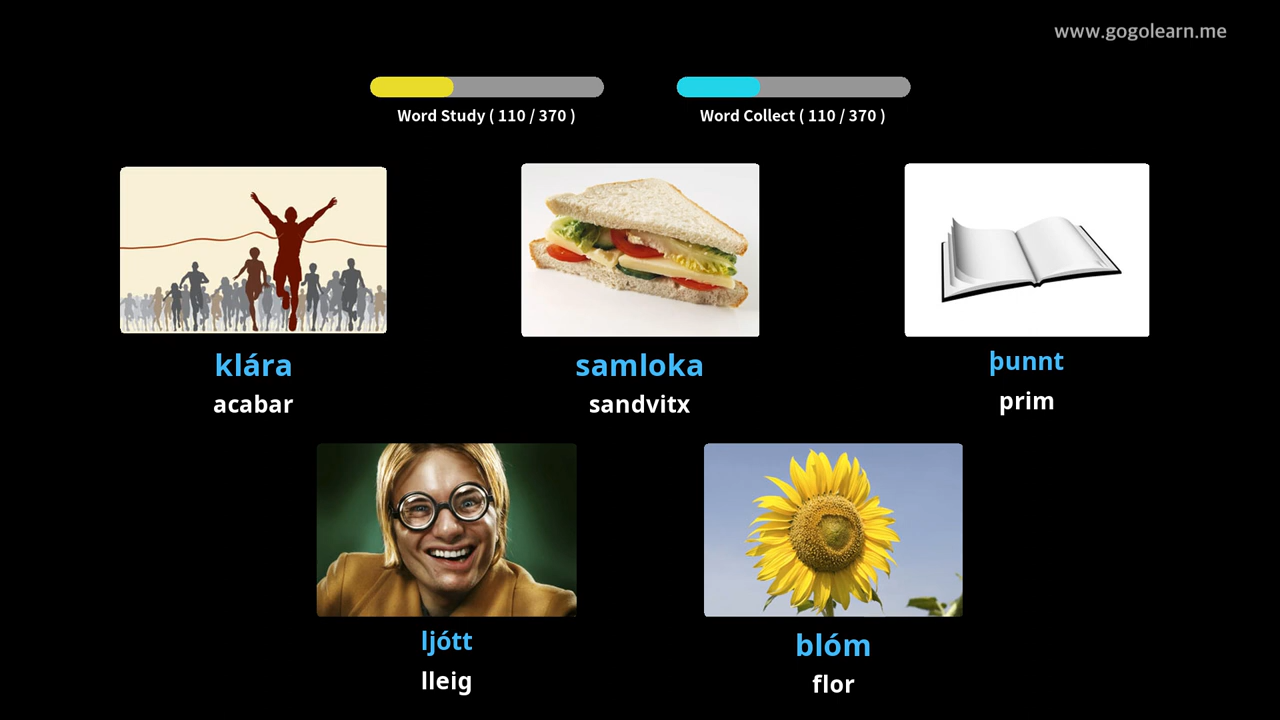 www.gogolearn.me
Word Study ( 110 / 370 )
Word Collect ( 110 / 370 )
klára
acabar
samloka
sandvitx
þunnt
prim
ljótt
lleig
blóm
flor